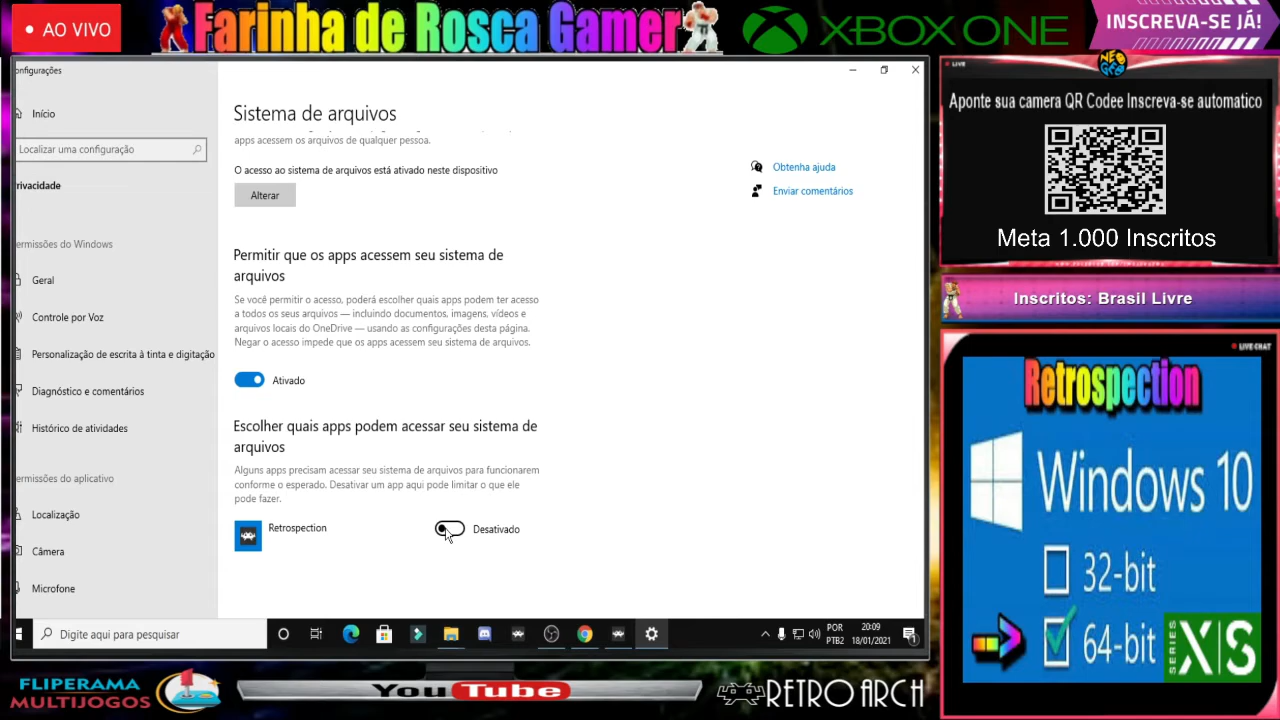 • AO VIVO
Farinha de Rosca Gamer
XBOX ONE
INSCREVA-SE JÁ!
onfigurações
Início
Localizar uma configuração
rivacidade
ermissões do Windows
Geral
Controle por Voz
Personalização de escrita à tinta e digitação
Diagnóstico e comentários
Histórico de atividades
ermissões do aplicativo
Localização
Câmera
Microfone
Sistema de arquivos
apps acessem os arquivos de qualquer pessoa.
O acesso ao sistema de arquivos está ativado neste dispositivo
Alterar
Permitir que os apps acessem seu sistema de
arquivos
Se você permitir o acesso, poderá escolher quais apps podem ter acesso
a todos os seus arquivos — incluindo documentos, imagens, vídeos e
arquivos locais do OneDrive — usando as configurações desta página.
Negar o acesso impede que os apps acessem seu sistema de arquivos.
Ativado
Escolher quais apps podem acessar seu sistema de
arquivos
Alguns apps precisam acessar seu sistema de arquivos para funcionarem
conforme o esperado. Desativar um app aqui pode limitar o que ele
pode fazer.
Retrospection
Desativado
Obtenha ajuda
Enviar comentários
Digite aqui para pesquisar
POR
PTB2
20:09
18/01/2021
1
LIVE
NEO
GEO
Aponte sua camera QR Codee Inscreva-se automatico
Meta 1.000 Inscritos
Inscritos: Brasil Livre
LIVE CHAT
Retrospection
Windows 10
32-bit
64-bit
SERIES
X|S
FLIPERAMA
MULTIJOGOS
YouTube
RETROARCH